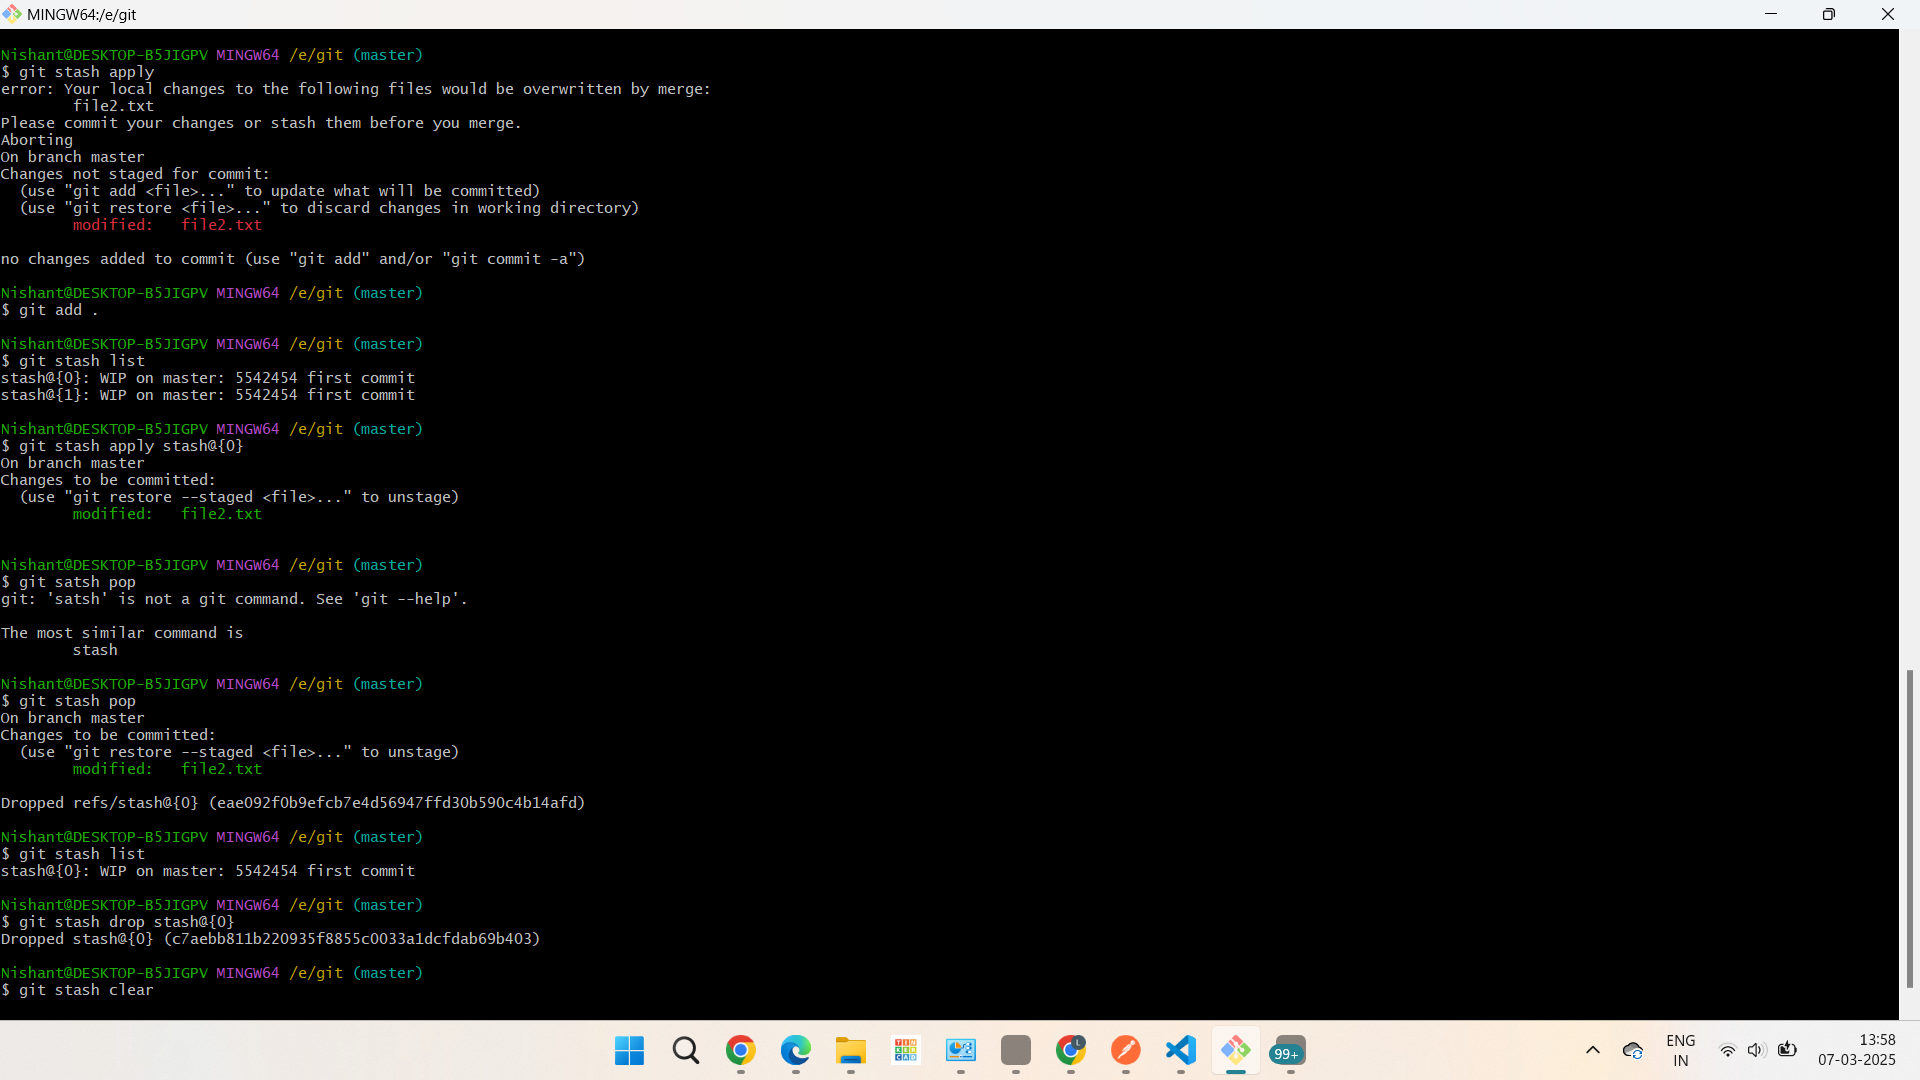 MINGW64:/e/git
Nishant@DESKTOP-B5JIGPV MINGW64 /e/git (master)
$ git stash apply
error: Your local changes to the following files would be overwritten by merge:
        file2.txt
Please commit your changes or stash them before you merge.
Aborting
On branch master
Changes not staged for commit:
  (use "git add <file>..." to update what will be committed)
  (use "git restore <file>..." to discard changes in working directory)
        modified:   file2.txt
no changes added to commit (use "git add" and/or "git commit -a")
Nishant@DESKTOP-B5JIGPV MINGW64 /e/git (master)
$ git add .
Nishant@DESKTOP-B5JIGPV MINGW64 /e/git (master)
$ git stash list
stash@{0}: WIP on master: 5542454 first commit
stash@{1}: WIP on master: 5542454 first commit
Nishant@DESKTOP-B5JIGPV MINGW64 /e/git (master)
$ git stash apply stash@{0}
On branch master
Changes to be committed:
  (use "git restore --staged <file>..." to unstage)
        modified:   file2.txt
Nishant@DESKTOP-B5JIGPV MINGW64 /e/git (master)
$ git satsh pop
git: 'satsh' is not a git command. See 'git --help'.
The most similar command is
        stash
Nishant@DESKTOP-B5JIGPV MINGW64 /e/git (master)
$ git stash pop
On branch master
Changes to be committed:
  (use "git restore --staged <file>..." to unstage)
        modified:   file2.txt
Dropped refs/stash@{0} (eae092f0b9efcb7e4d56947ffd30b590c4b14afd)
Nishant@DESKTOP-B5JIGPV MINGW64 /e/git (master)
$ git stash list
stash@{0}: WIP on master: 5542454 first commit
Nishant@DESKTOP-B5JIGPV MINGW64 /e/git (master)
$ git stash drop stash@{0}
Dropped stash@{0} (c7aebb811b220935f8855c0033a1dcfdab69b403)
Nishant@DESKTOP-B5JIGPV MINGW64 /e/git (master)
$ git stash clear
TIN
KER
CAD
L
99+
ENG
IN
13:58
07-03-2025